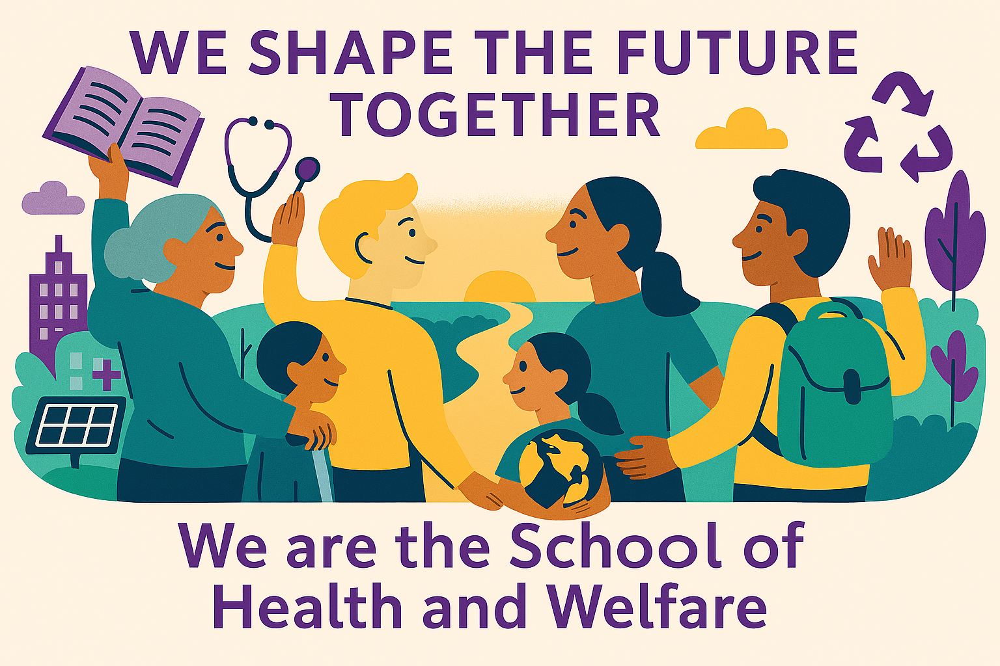 WE SHAPE THE FUTURE
TOGETHER
We are the School of
Health and Welfare